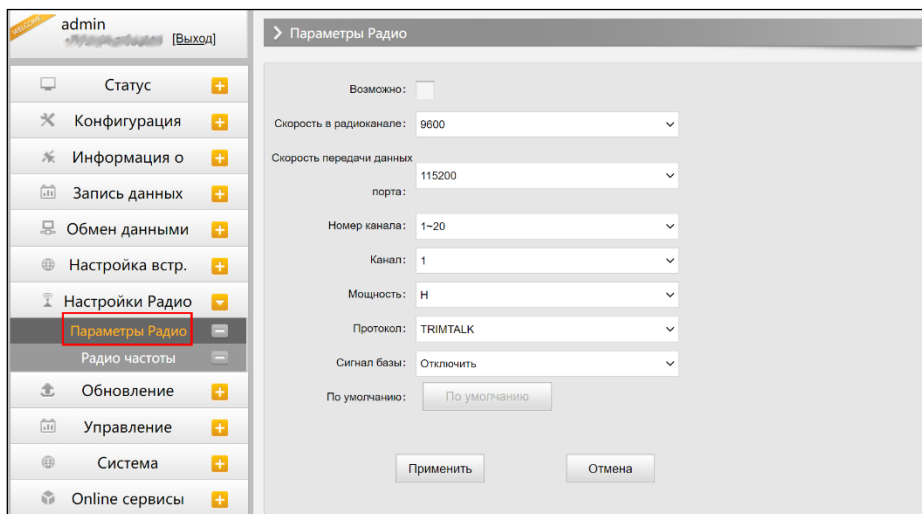 WELCOME
admin
[Выход]
Статус
Конфигурация
Информация о
Запись данных
Обмен данными
Настройка встр.
Настройки Радио
Параметры Радио
Радио частоты
Обновление
Управление
Система
Online сервисы
Параметры Радио
Возможно:
Скорость в радиоканале: 9600
Скорость передачи данных
порта: 115200
Номер канала: 1~20
Канал: 1
Мощность: H
Протокол: TRIMTALK
Сигнал базы: Отключить
По умолчанию: По умолчанию
Применить Отмена